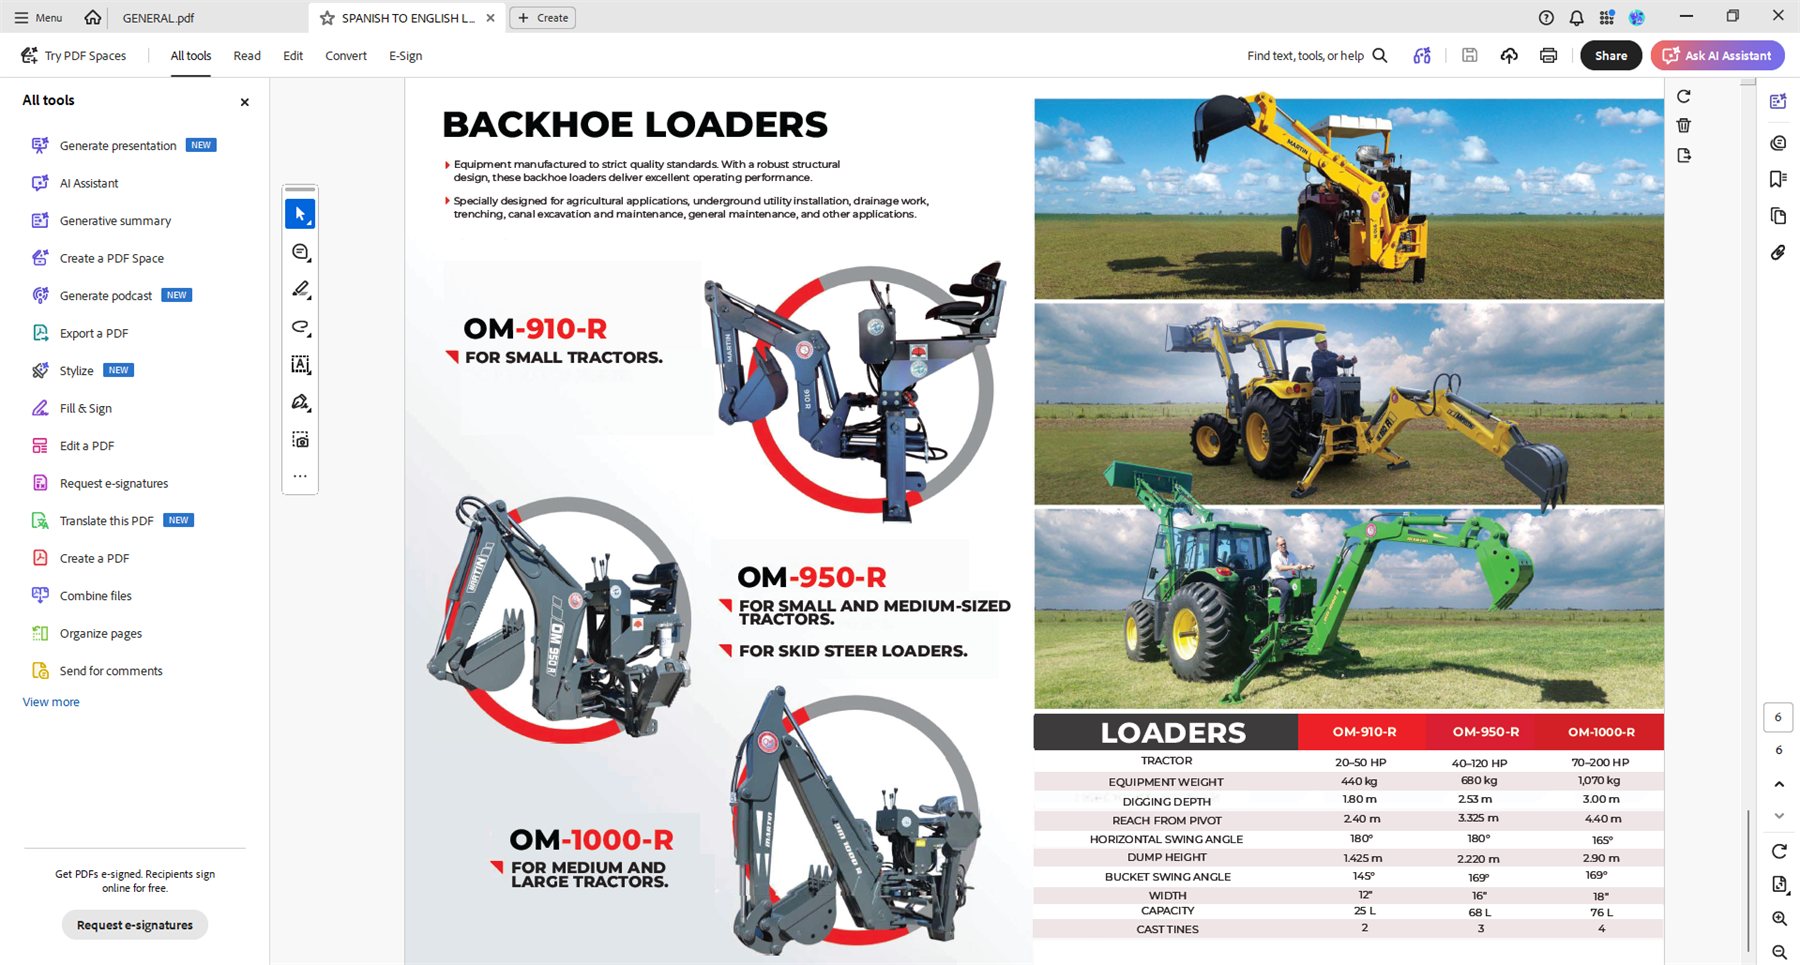 Menu
GENERAL.pdf
SPANISH TO ENGLISH L...
Create
Try PDF Spaces
All tools
Read
Edit
Convert
E-Sign
Find text, tools, or help
Share
Ask AI Assistant
All tools
Generate presentation NEW
AI Assistant
Generative summary
Create a PDF Space
Generate podcast NEW
Export a PDF
Stylize NEW
Fill & Sign
Edit a PDF
Request e-signatures
Translate this PDF NEW
Create a PDF
Combine files
Organize pages
Send for comments
View more
Get PDFs e-signed. Recipients sign
online for free.
Request e-signatures
BACKHOE LOADERS
Equipment manufactured to strict quality standards. With a robust structural
design, these backhoe loaders deliver excellent operating performance.
Specially designed for agricultural applications, underground utility installation, drainage work,
trenching, canal excavation and maintenance, general maintenance, and other applications.
OM-910-R
FOR SMALL TRACTORS.
MARTIN
910 R
OM-950-R
FOR SMALL AND MEDIUM-SIZED
TRACTORS.
FOR SKID STEER LOADERS.
MARTIN
OM 950 R
OM-1000-R
FOR MEDIUM AND
LARGE TRACTORS.
MARTIN
OM 1000 R
MARTIN
910 R
LOADERS OM-910-R OM-950-R OM-1000-R
TRACTOR 20–50 HP 40–120 HP 70–200 HP
EQUIPMENT WEIGHT 440 kg 680 kg 1,070 kg
DIGGING DEPTH 1.80 m 2.53 m 3.00 m
REACH FROM PIVOT 2.40 m 3.325 m 4.40 m
HORIZONTAL SWING ANGLE 180° 180° 165°
DUMP HEIGHT 1.425 m 2.220 m 2.90 m
BUCKET SWING ANGLE 145° 169° 169°
WIDTH 12" 16" 18"
CAPACITY 25 L 68 L 76 L
CAST TINES 2 3 4
6
6